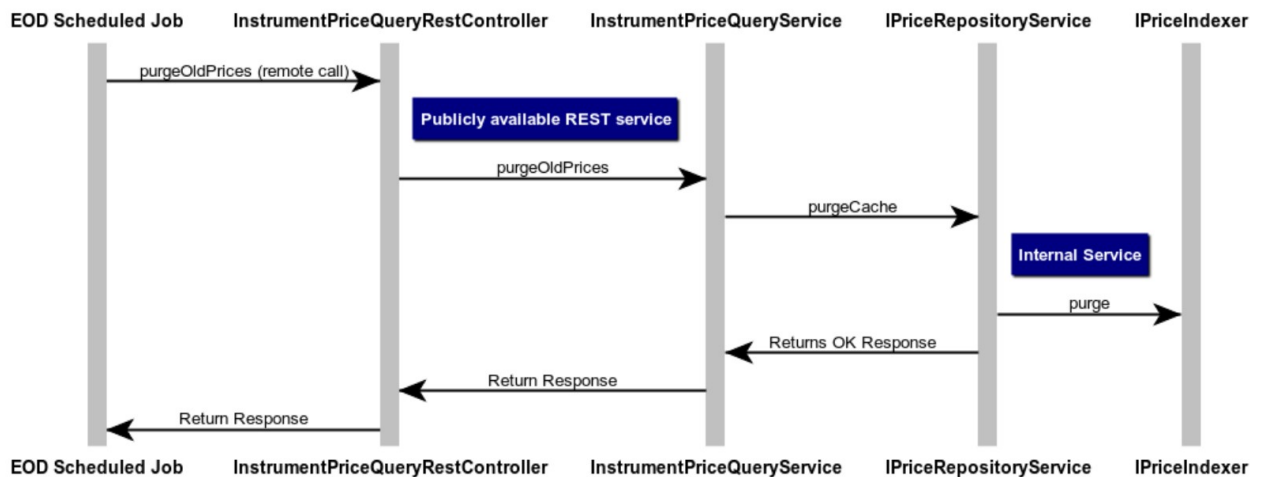 EOD Scheduled Job InstrumentPriceQueryRestController InstrumentPriceQueryService IPriceRepositoryService IPriceIndexer
purgeOldPrices (remote call)
Publicly available REST service
purgeOldPrices
purgeCache
Internal Service
purge
Returns OK Response
Return Response
Return Response
EOD Scheduled Job InstrumentPriceQueryRestController InstrumentPriceQueryService IPriceRepositoryService IPriceIndexer